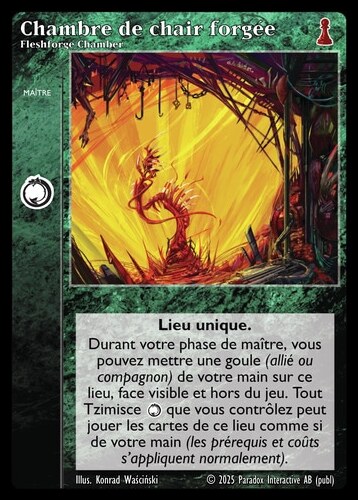 Chambre de chair forgée
Fleshforge Chamber
MAÎTRE
Lieu unique.
Durant votre phase de maître, vous
pouvez mettre une goule (allié ou
compagnon) de votre main sur ce
lieu, face visible et hors du jeu. Tout
Tzimisce que vous contrôlez peut
jouer les cartes de ce lieu comme si
de votre main (les prérequis et coûts
s'appliquent normalement).
Illus. Konrad Waściński © 2025 Paradox Interactive AB (publ)